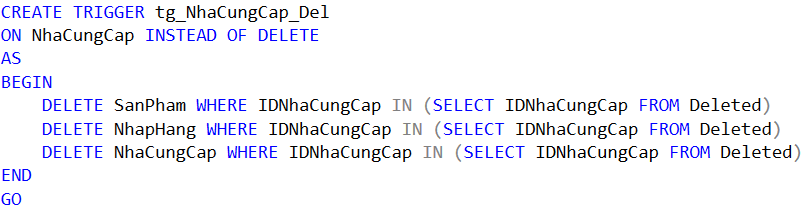 CREATE TRIGGER tg_NhaCungCap_Del
ON NhaCungCap INSTEAD OF DELETE
AS
BEGIN
    DELETE SanPham WHERE IDNhaCungCap IN (SELECT IDNhaCungCap FROM Deleted)
    DELETE NhapHang WHERE IDNhaCungCap IN (SELECT IDNhaCungCap FROM Deleted)
    DELETE NhaCungCap WHERE IDNhaCungCap IN (SELECT IDNhaCungCap FROM Deleted)
END
GO